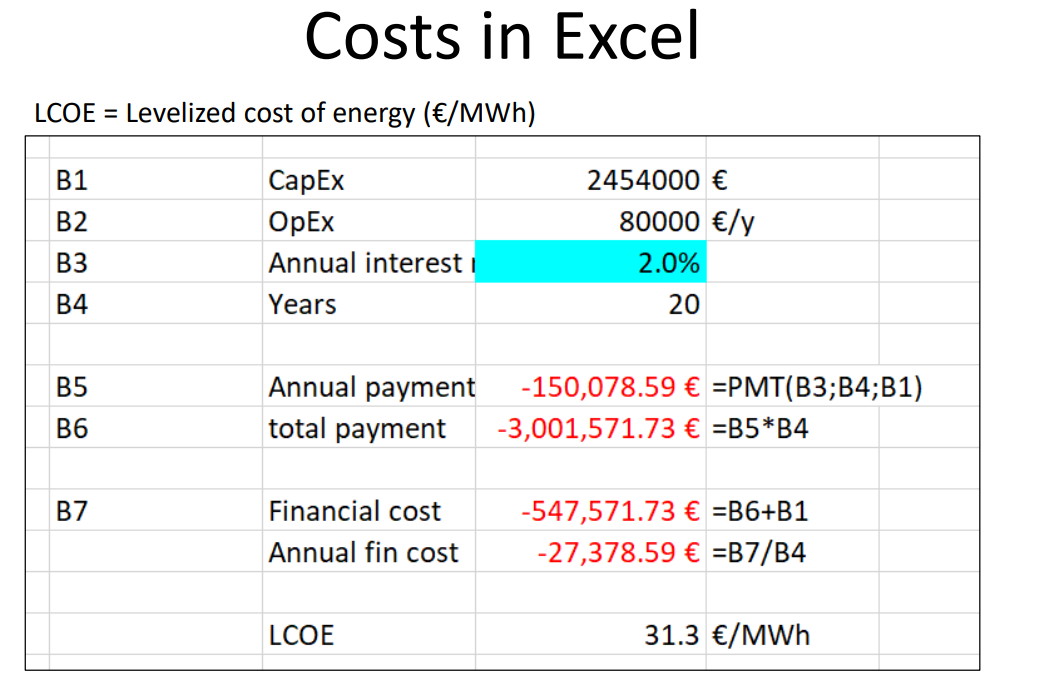 Costs in Excel
LCOE = Levelized cost of energy (€/MWh)
B1 CapEx 2454000 €
B2 OpEx 80000 €/y
B3 Annual interest 2.0%
B4 Years 20
B5 Annual payment -150,078.59 € =PMT(B3;B4;B1)
B6 total payment -3,001,571.73 € =B5*B4
B7 Financial cost -547,571.73 € =B6+B1
Annual fin cost -27,378.59 € =B7/B4
LCOE 31.3 €/MWh